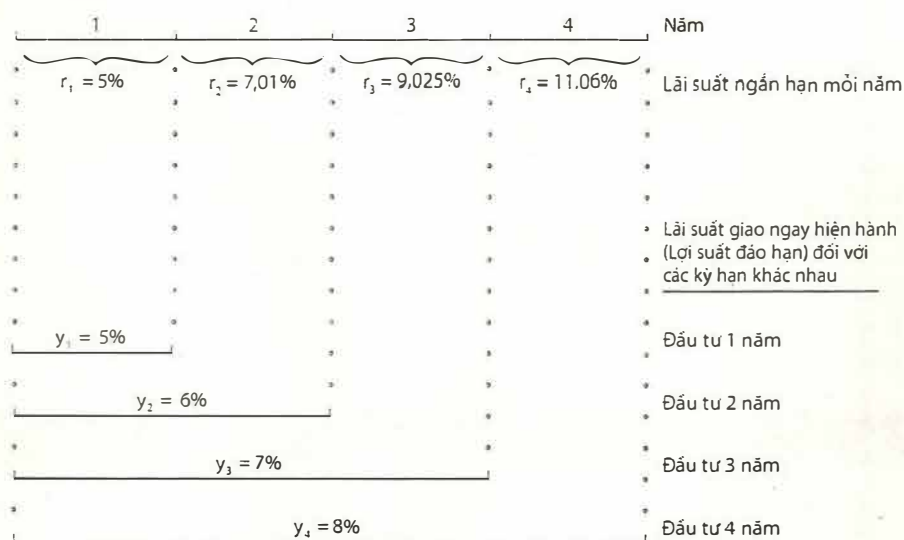 1 2 3 4 Năm
r₁ = 5% r₂ = 7,01% r₃ = 9,025% r₄ = 11.06% Lãi suất ngắn hạn mỗi năm
Lãi suất giao ngay hiện hành
(Lợi suất đáo hạn) đối với
các kỳ hạn khác nhau
y₁ = 5% Đầu tư 1 năm
y₂ = 6% Đầu tư 2 năm
y₃ = 7% Đầu tư 3 năm
y₄ = 8% Đầu tư 4 năm